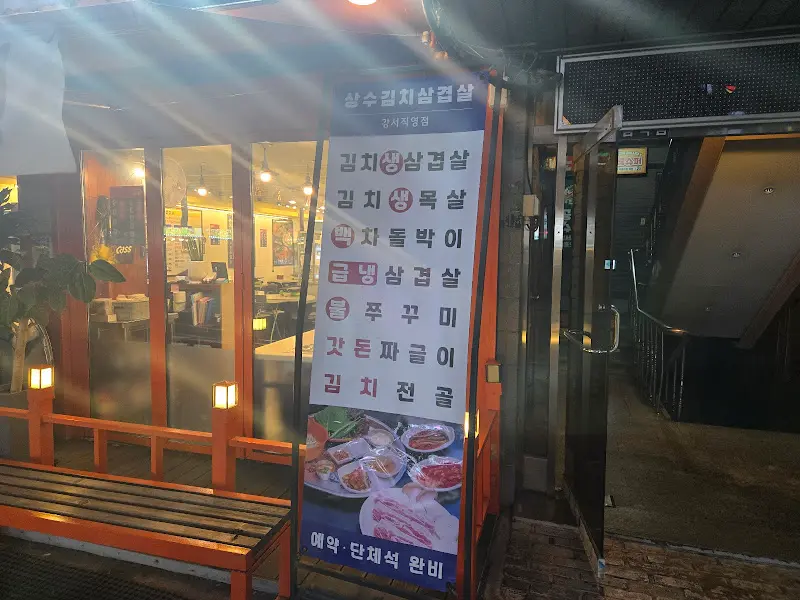 상수김치삼겹살
강서직영점
김치생삼겹살
김치생목살
백차돌박이
급냉삼겹살
불쭈꾸미
갓돈짜글이
김치전골
예약·단체석 완비
CASS